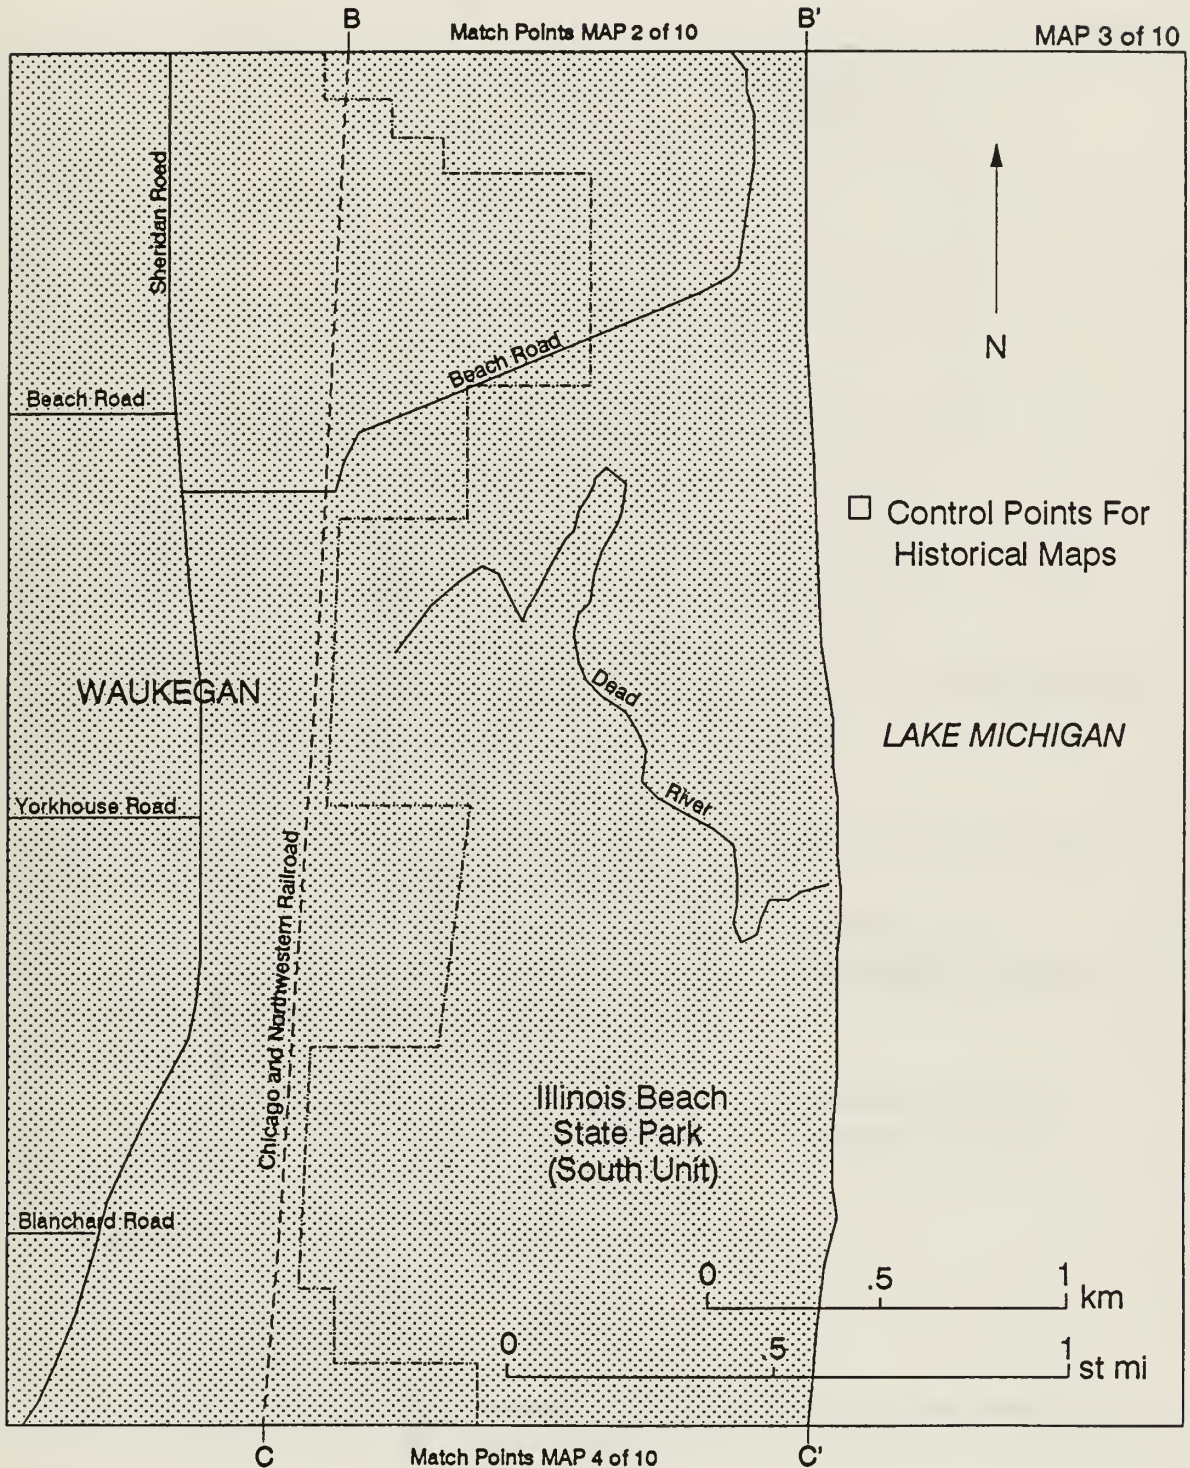 B
Match Points MAP 2 of 10
B'
MAP 3 of 10
Sheridan Road
N
Beach Road
Beach Road
Control Points For
Historical Maps
WAUKEGAN
Dead
River
LAKE MICHIGAN
Yorkhouse Road
Chicago and Northwestern Railroad
Illinois Beach
State Park
(South Unit)
Blanchard Road
0 .5 1 km
0 .5 1 st mi
C
Match Points MAP 4 of 10
C'